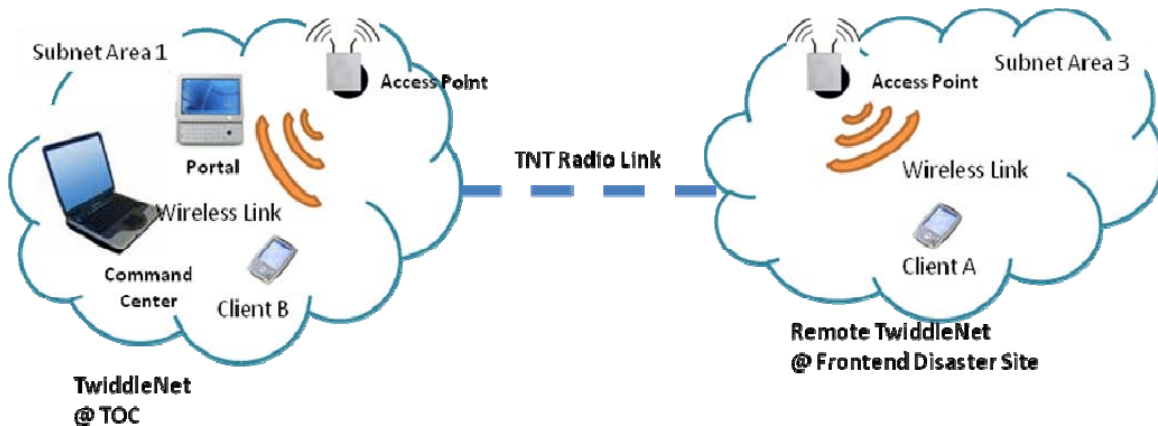 Subnet Area 1
Access Point
Portal
Wireless Link
Command
Center
Client B
TwiddleNet
@ TOC
TNT Radio Link
Access Point
Subnet Area 3
Wireless Link
Client A
Remote TwiddleNet
@ Frontend Disaster Site